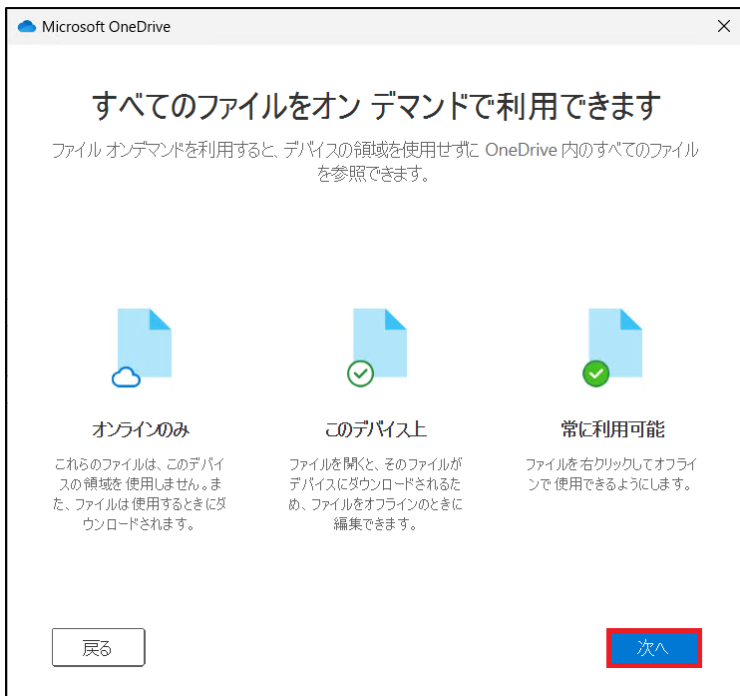 Microsoft OneDrive
すべてのファイルをオン デマンドで利用できます
ファイル オンデマンドを利用すると、デバイスの領域を使用せずに OneDrive 内のすべてのファイル
を参照できます。
オンラインのみ
これらのファイルは、このデバイ
スの領域を使用しません。ま
た、ファイルは使用するときにダ
ウンロードされます。
このデバイス上
ファイルを開くと、そのファイルが
デバイスにダウンロードされるた
め、ファイルをオフラインのときに
編集できます。
常に利用可能
ファイルを右クリックしてオフライ
ンで使用できるようにします。
戻る
次へ